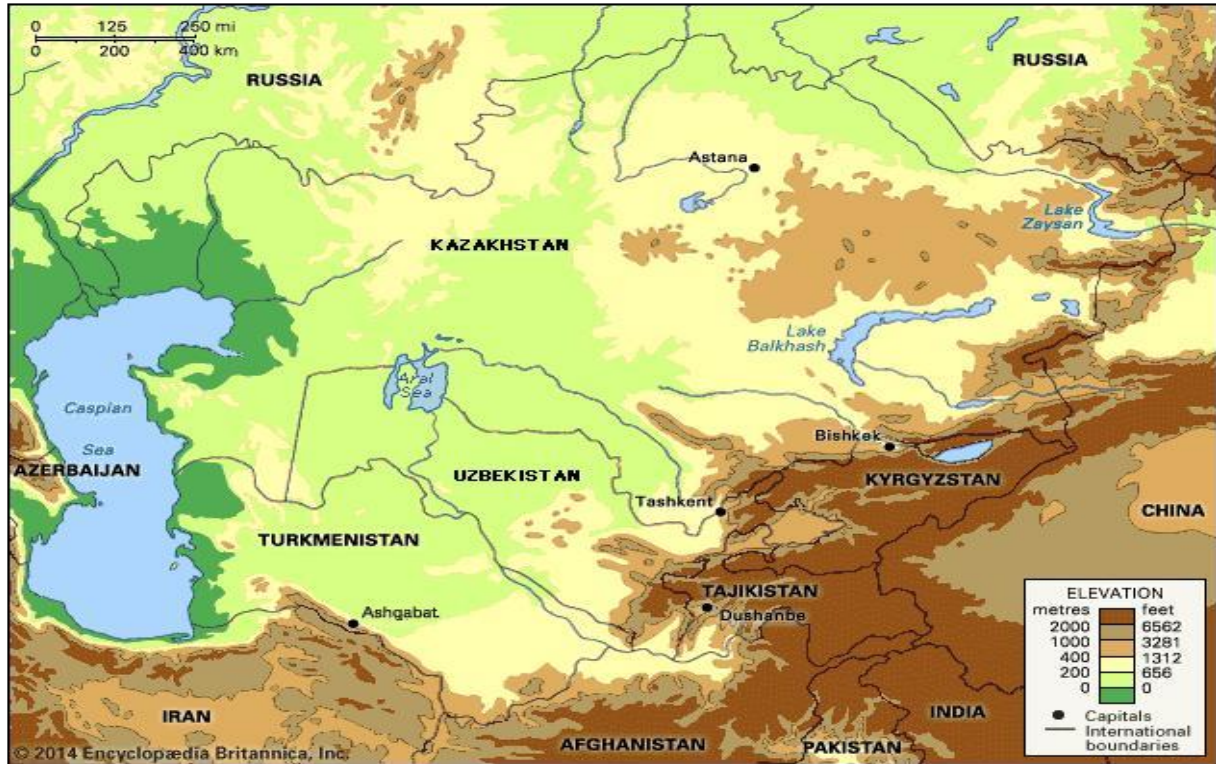 0 125 250 mi
0 200 400 km
RUSSIA
RUSSIA
Astana
Lake
Zaysan
KAZAKHSTAN
Lake
Balkhash
Aral
Sea
Caspian
Sea
Bishkek
AZERBAIJAN
UZBEKISTAN
KYRGYZSTAN
Tashkent
CHINA
TURKMENISTAN
TAJIKISTAN
Ashgabat
Dushanbe
ELEVATION
metres feet
2000 6562
1000 3281
400 1312
200 656
0 0
Capitals
International
boundaries
IRAN
INDIA
AFGHANISTAN
PAKISTAN
© 2014 Encyclopædia Britannica, Inc.